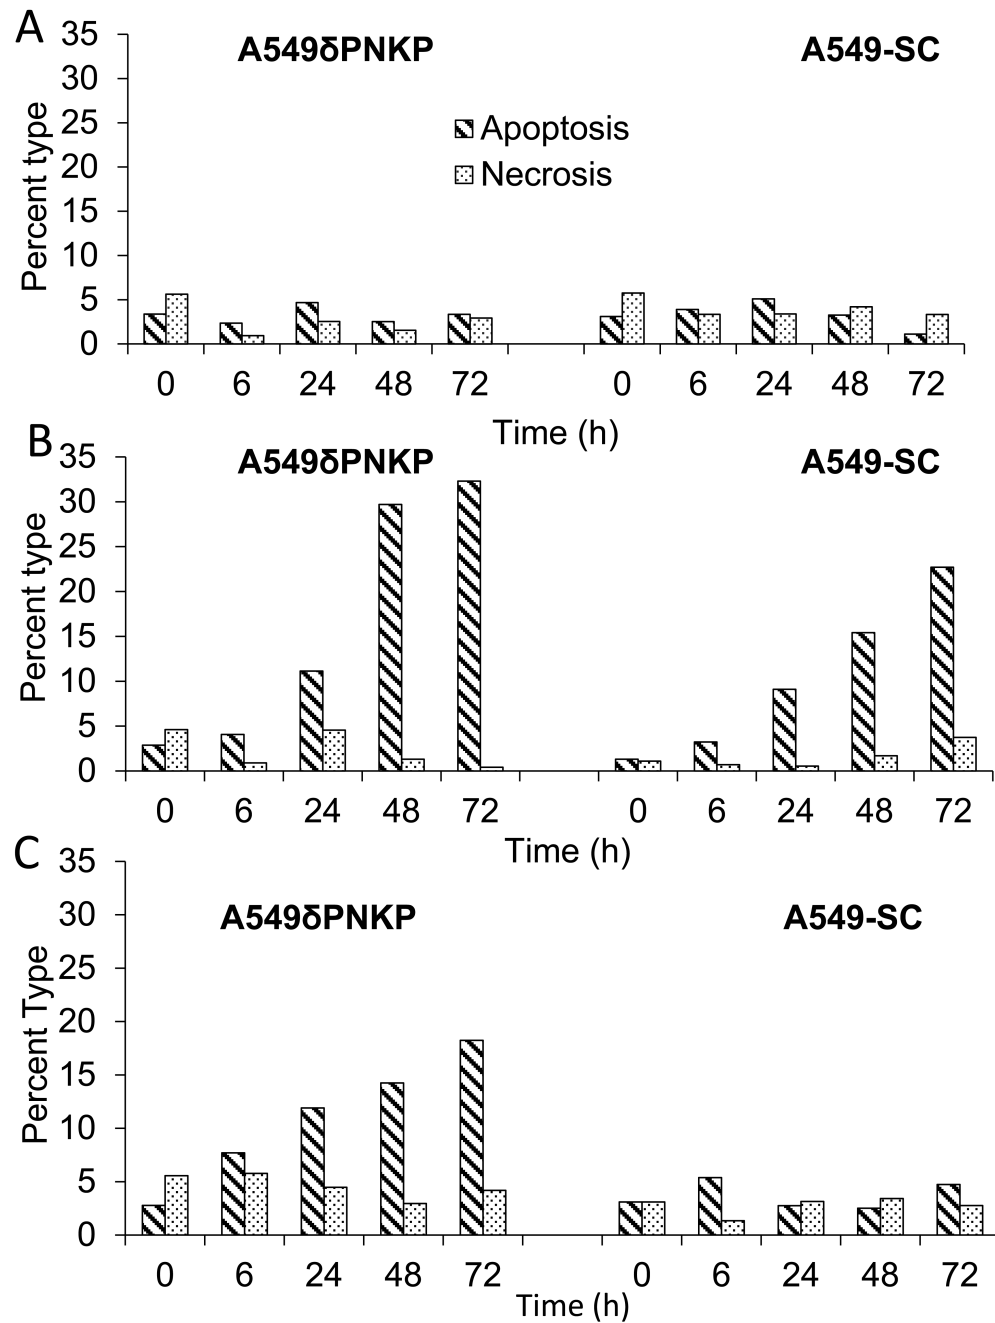 A
35
A549δPNKP
A549-SC
30
25
Apoptosis
20
Necrosis
15
10
5
0
Percent type
0 6 24 48 72 0 6 24 48 72
Time (h)
B
35
A549δPNKP
A549-SC
30
25
20
15
10
5
0
Percent type
0 6 24 48 72 0 6 24 48 72
Time (h)
C
35
A549δPNKP
A549-SC
30
25
20
15
10
5
0
Percent Type
0 6 24 48 72 0 6 24 48 72
Time (h)